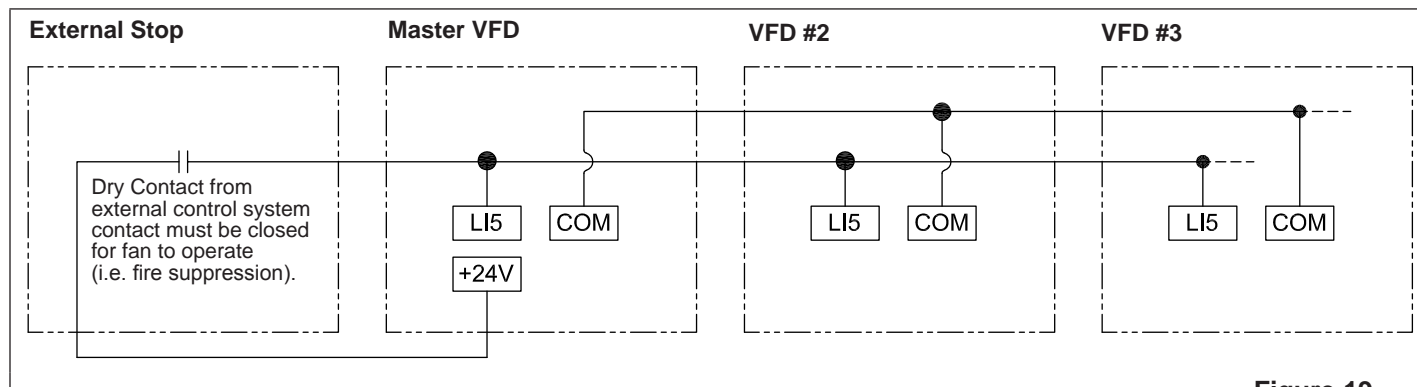 External Stop
Master VFD
VFD #2
VFD #3
Dry Contact from
external control system
contact must be closed
for fan to operate
(i.e. fire suppression).
LI5
COM
+24V
LI5
COM
LI5
COM